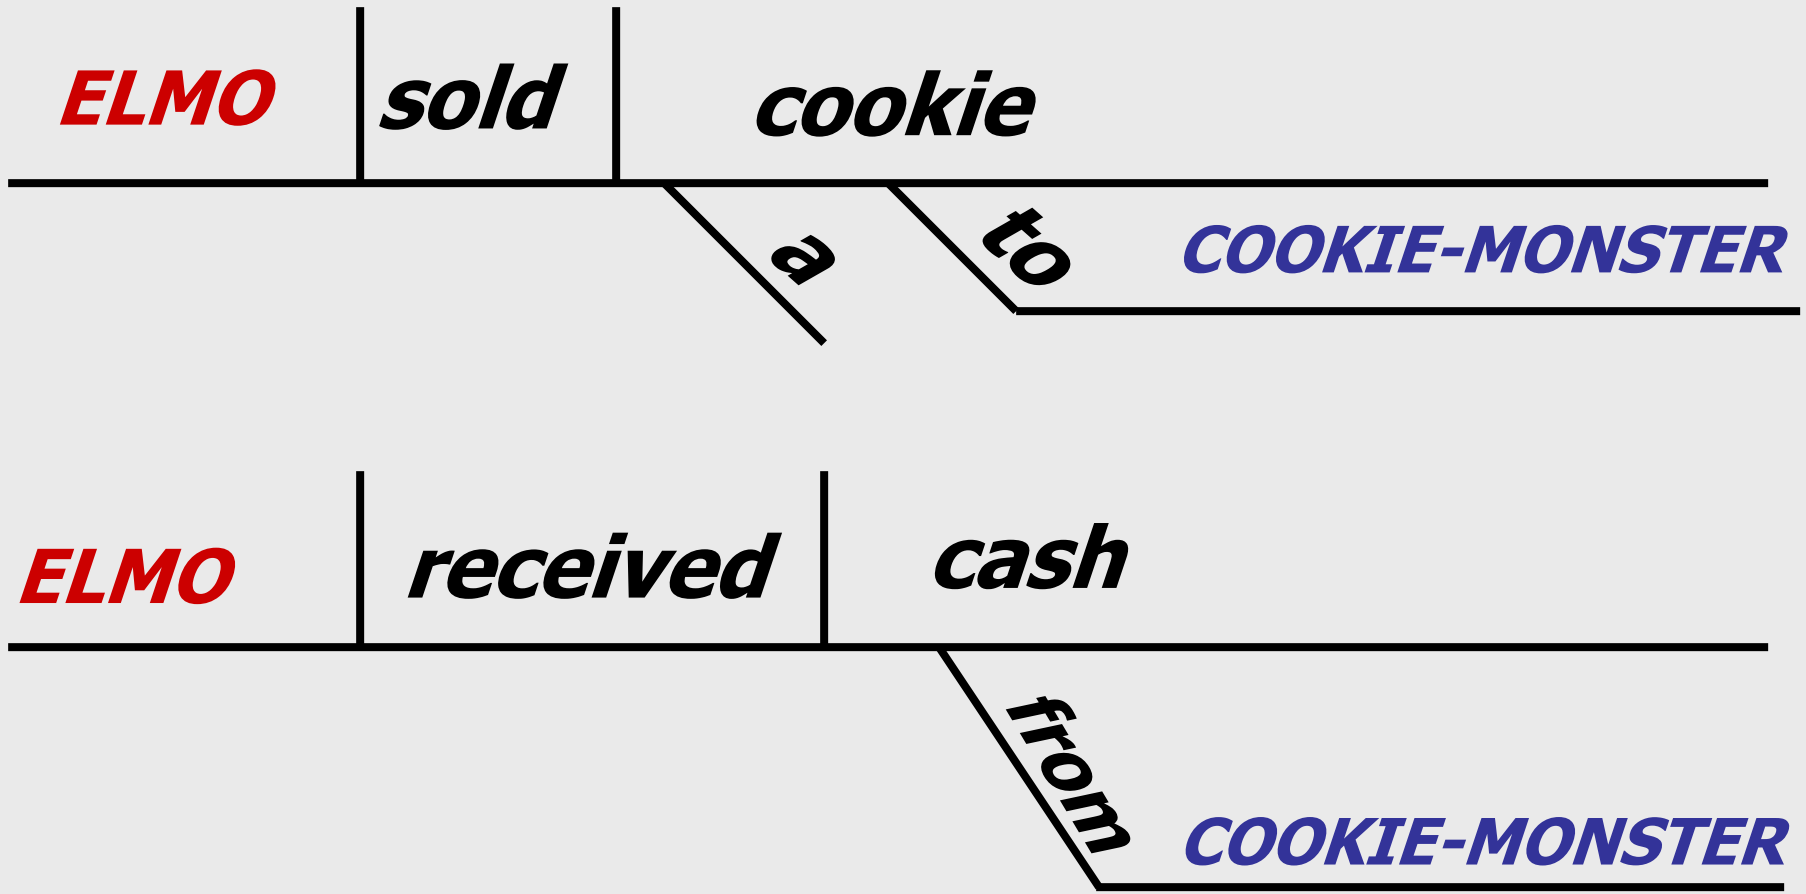 ELMO sold cookie
a to COOKIE-MONSTER
ELMO received cash
from COOKIE-MONSTER